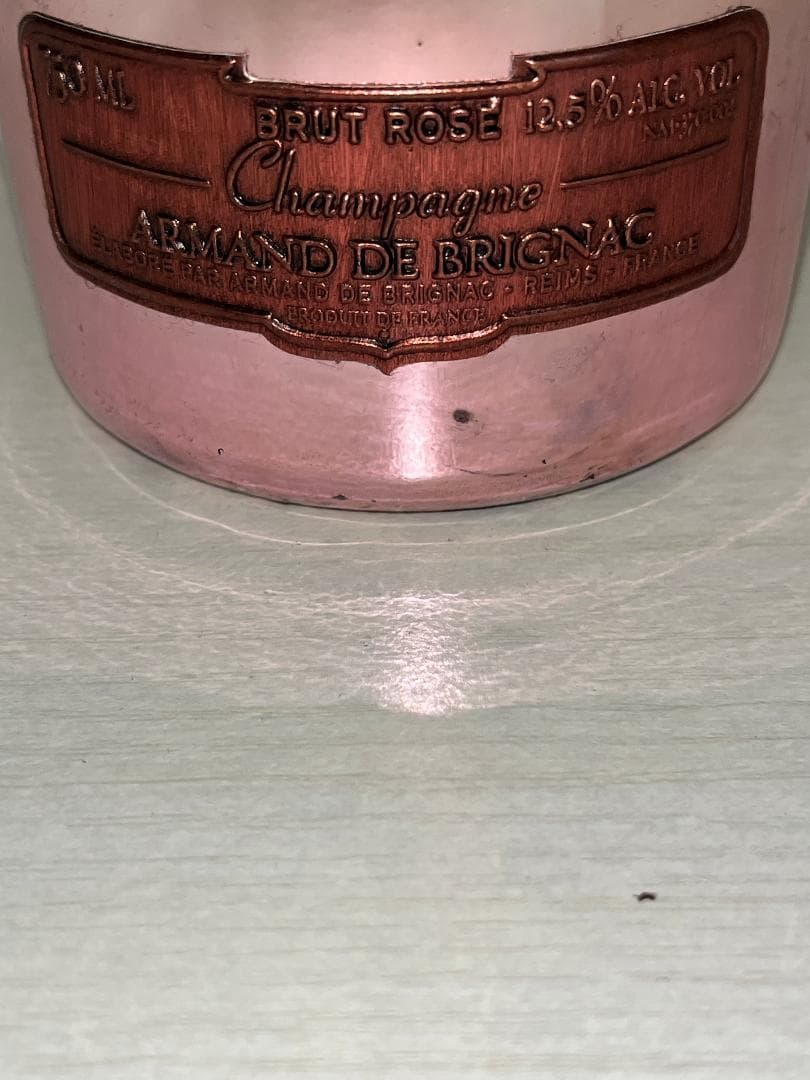 750 ML
BRUT ROSÉ 12.5% ALC. VOL
Champagne
ARMAND DE BRIGNAC
ÉLABORÉ PAR ARMAND DE BRIGNAC - REIMS - FRANCE
PRODUIT DE FRANCE